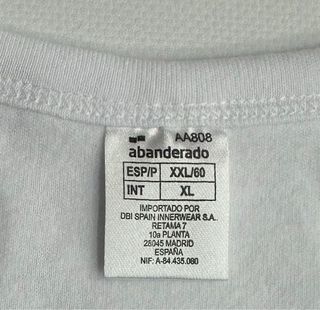 AA808
abanderado
ESP/P XXL/60
INT XL
IMPORTADO POR
DBI SPAIN INNERWEAR S.A.
RETAMA 7
10a PLANTA
28045 MADRID
ESPAÑA
NIF: A-84.435.080